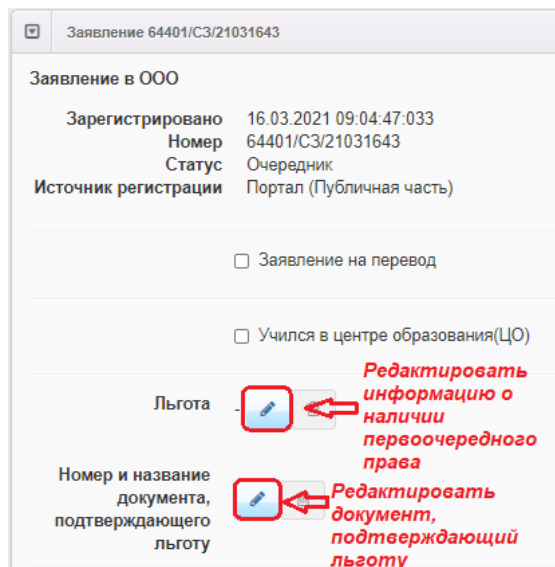 Заявление 64401/СЗ/21031643
Заявление в ООО
Зарегистрировано 16.03.2021 09:04:47:033
Номер 64401/СЗ/21031643
Статус Очередник
Источник регистрации Портал (Публичная часть)
Заявление на перевод
Учился в центре образования(ЦО)
Льгота -
Редактировать
информацию о
наличии
первоочередного
права
Номер и название
документа,
подтверждающего
льготу
Редактировать
документ,
подтверждающий
льготу